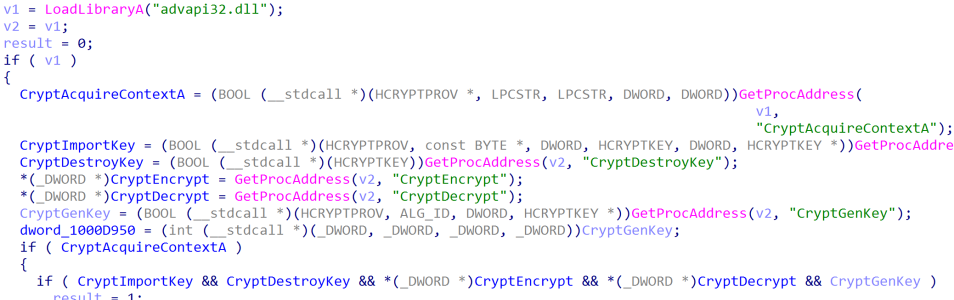 v1 = LoadLibraryA("advapi32.dll");
v2 = v1;
result = 0;
if ( v1 )
{
CryptAcquireContextA = (BOOL (__stdcall *)(HCRYPTPROV *, LPCSTR, LPCSTR, DWORD, DWORD))GetProcAddress(
v1,
"CryptAcquireContextA");
CryptImportKey = (BOOL (__stdcall *)(HCRYPTPROV, const BYTE *, DWORD, HCRYPTKEY, DWORD, HCRYPTKEY *))GetProcAddre
CryptDestroyKey = (BOOL (__stdcall *)(HCRYPTKEY))GetProcAddress(v2, "CryptDestroyKey");
*(_DWORD *)CryptEncrypt = GetProcAddress(v2, "CryptEncrypt");
*(_DWORD *)CryptDecrypt = GetProcAddress(v2, "CryptDecrypt");
CryptGenKey = (BOOL (__stdcall *)(HCRYPTPROV, ALG_ID, DWORD, HCRYPTKEY *))GetProcAddress(v2, "CryptGenKey");
dword_1000D950 = (int (__stdcall *)(_DWORD, _DWORD, _DWORD, _DWORD))CryptGenKey;
if ( CryptAcquireContextA )
{
if ( CryptImportKey && CryptDestroyKey && *(_DWORD *)CryptEncrypt && *(_DWORD *)CryptDecrypt && CryptGenKey )
result = 1;